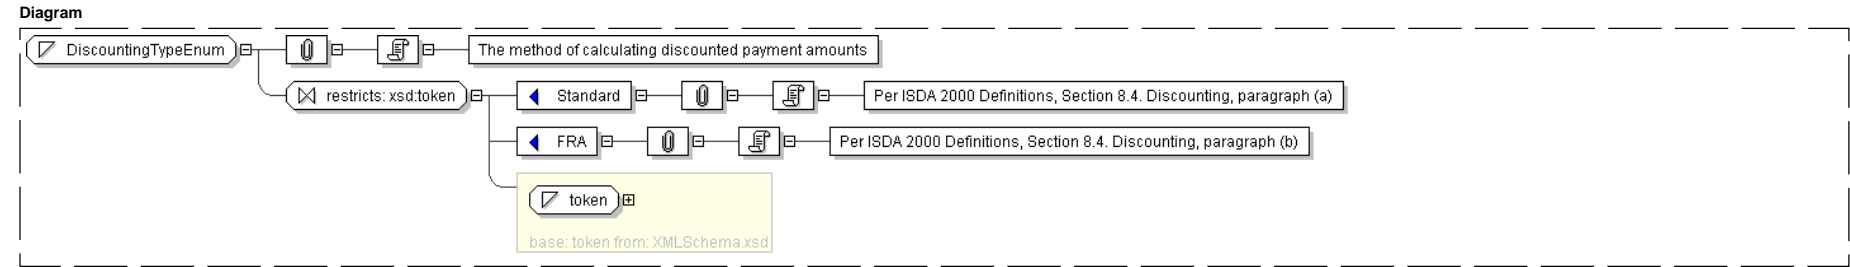 Diagram
DiscountingTypeEnum
The method of calculating discounted payment amounts
restricts: xsd:token
Standard
Per ISDA 2000 Definitions, Section 8.4. Discounting, paragraph (a)
FRA
Per ISDA 2000 Definitions, Section 8.4. Discounting, paragraph (b)
token
base: token from: XMLSchema.xsd